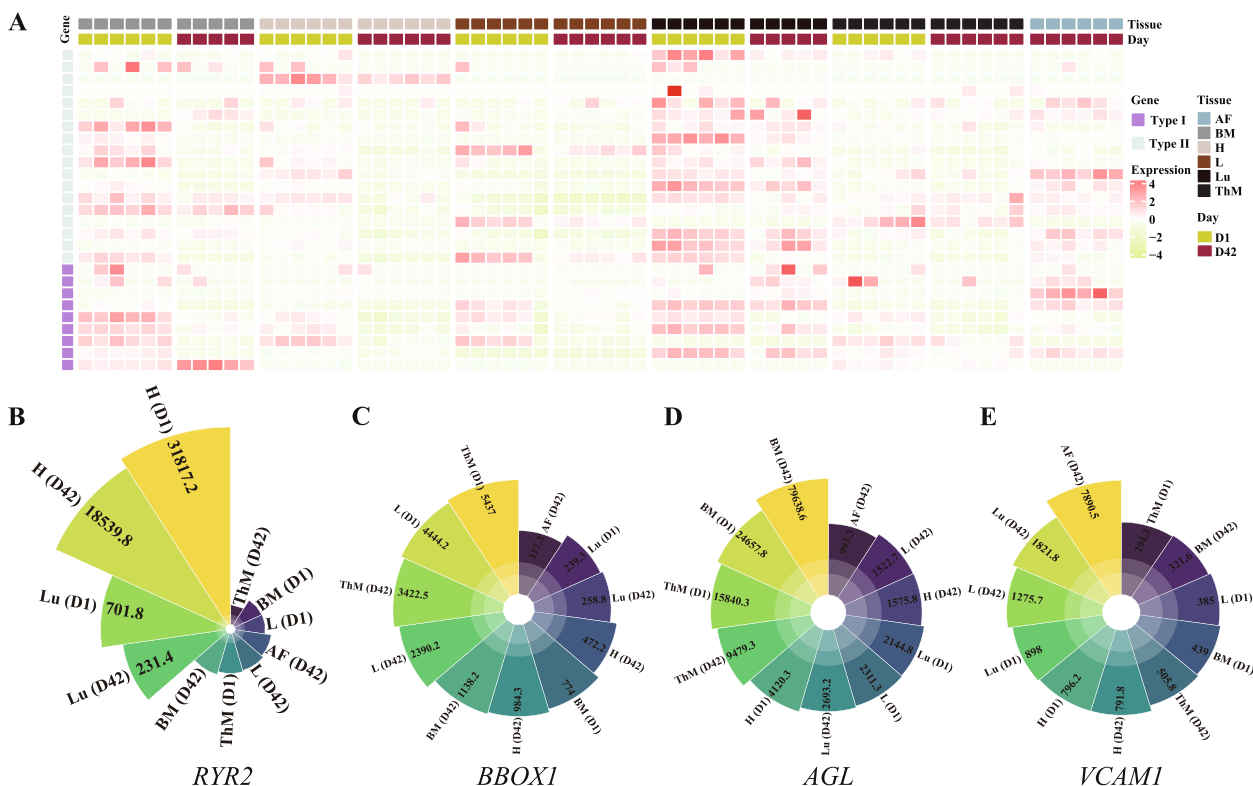 A
Gene
Tissue
Day
Gene
Type I
Type II
Expression
4
2
0
−2
−4
Tissue
AF
BM
H
L
Lu
ThM
Day
D1
D42
B
H (D1)
31817.2
H (D42)
18539.8
Lu (D1)
701.8
Lu (D42)
231.4
BM (D42)
ThM (D1)
L (D42)
AF (D42)
L (D1)
BM (D1)
ThM (D42)
RYR2
C
ThM (D1)
5437
L (D1)
4444.2
ThM (D42)
3422.5
L (D42)
2390.2
BM (D42)
1138.2
H (D42)
984.3
BM (D1)
774
H (D42)
472.2
Lu (D42)
258.8
Lu (D1)
239.3
AF (D42)
BBOX1
D
BM (D42)
79638.6
BM (D1)
24657.8
ThM (D1)
15840.3
ThM (D42)
9479.3
H (D1)
4120.3
Lu (D42)
2693.2
L (D1)
2311.3
Lu (D1)
2144.8
H (D42)
1575.8
L (D42)
1522.7
AF (D42)
AGL
E
AF (D42)
7890.5
Lu (D42)
1821.8
L (D42)
1275.7
Lu (D1)
898
H (D1)
796.2
H (D42)
791.8
ThM (D42)
505.8
BM (D1)
439
L (D1)
385
BM (D42)
321.6
ThM (D1)
VCAM1